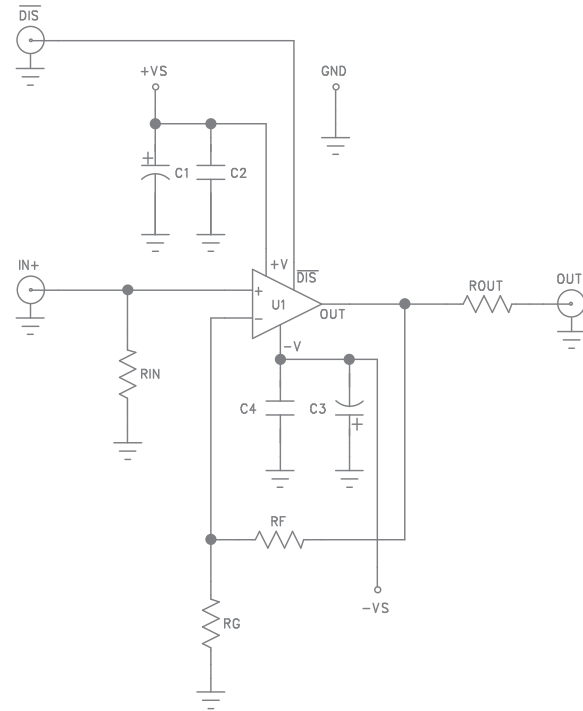 DIS
+VS
GND
+
C1
C2
IN+
+V
DIS
+
U1
OUT
−
−V
ROUT
OUT
RIN
C4
C3
+
RF
−VS
RG